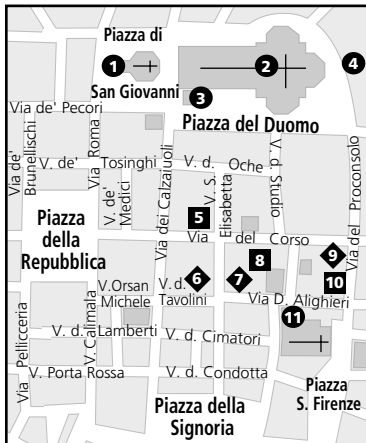 Piazza di
1
San Giovanni
2
4
3
Via de' Pecori
Piazza del Duomo
Via de'
Brunellischi
Via Roma
V. de' Tosinghi
V. de'
Medici
Via dei Calzaiuoli
V. d. Oche
V. S.
Elisabetta
V. d. Studio
Via del Proconsolo
5
Via del Corso
Piazza
della
Repubblica
6
7
8
9
10
V.Orsan
Michele
V. d.
Tavolini
Via D. Alighieri
11
Via Pellicceria
V. Calimala
V. d. Lamberti
V. d. Cimatori
V. Porta Rossa
V. d. Condotta
Piazza della
Signoria
Piazza
S. Firenze